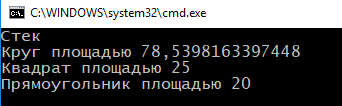 C:\WINDOWS\system32\cmd.exe
Стек
Круг площадью 78,5398163397448
Квадрат площадью 25
Прямоугольник площадью 20